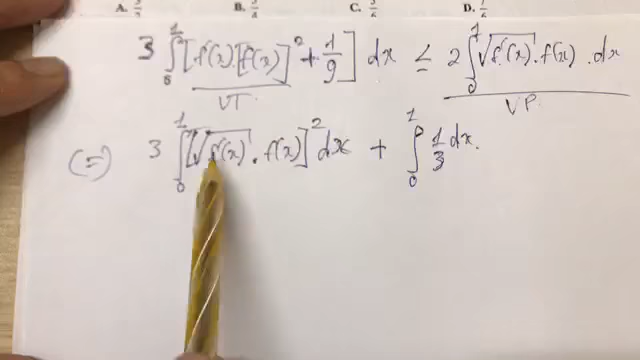 A. B. C. D.
3 ∫₀¹ [f'(x).[f(x)]² + 1/9] dx ≤ 2 ∫₀¹ √f'(x) . f(x) . dx
VT VP
(=) 3 ∫₀¹ [√f'(x) . f(x)]² dx + ∫₀¹ 1/3 dx.